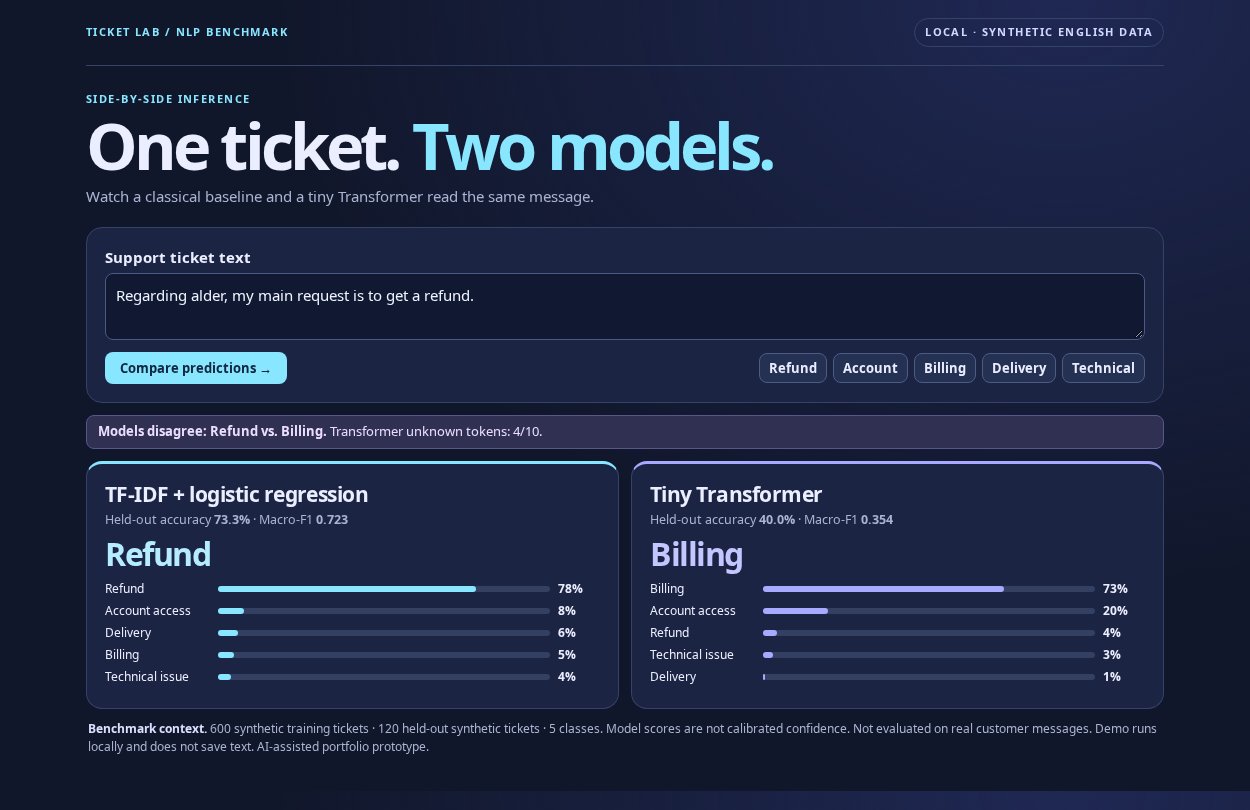 TICKET LAB / NLP BENCHMARK
LOCAL · SYNTHETIC ENGLISH DATA
SIDE-BY-SIDE INFERENCE
One ticket. Two models.
Watch a classical baseline and a tiny Transformer read the same message.
Support ticket text
Regarding alder, my main request is to get a refund.
Compare predictions →
Refund
Account
Billing
Delivery
Technical
Models disagree: Refund vs. Billing. Transformer unknown tokens: 4/10.
TF-IDF + logistic regression
Held-out accuracy 73.3% · Macro-F1 0.723
Refund
Refund 78%
Account access 8%
Delivery 6%
Billing 5%
Technical issue 4%
Tiny Transformer
Held-out accuracy 40.0% · Macro-F1 0.354
Billing
Billing 73%
Account access 20%
Refund 4%
Technical issue 3%
Delivery 1%
Benchmark context. 600 synthetic training tickets · 120 held-out synthetic tickets · 5 classes. Model scores are not calibrated confidence. Not evaluated on real customer messages. Demo runs
locally and does not save text. AI-assisted portfolio prototype.